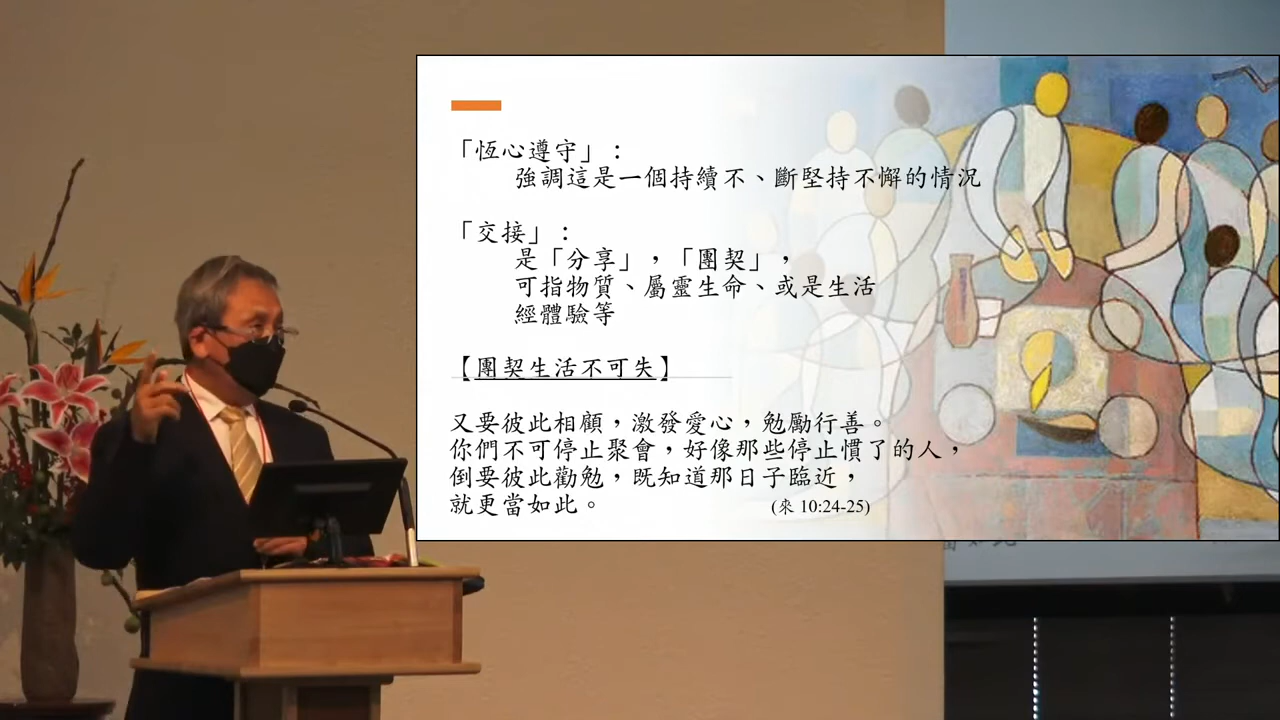 「恆心遵守」：
強調這是一個持續不、斷堅持不懈的情況
「交接」：
是「分享」，「團契」，
可指物質、屬靈生命、或是生活
經體驗等
【團契生活不可失】
又要彼此相顧，激發愛心，勉勵行善。
你們不可停止聚會，好像那些停止慣了的人，
倒要彼此勸勉，既知道那日子臨近，
就更當如此。 (來 10:24-25)